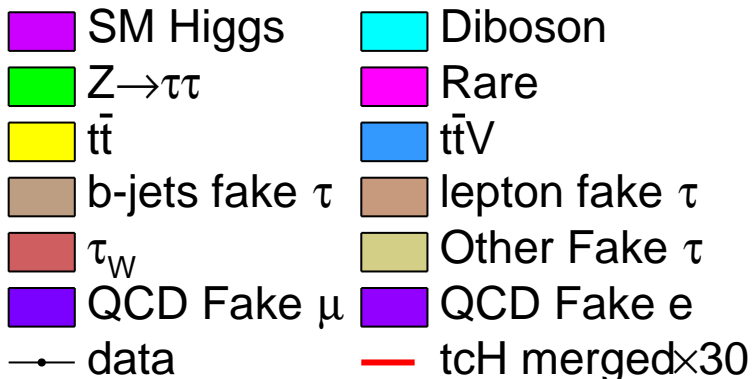 SM Higgs Diboson
Z→ττ Rare
tt̄ tt̄V
b-jets fake τ lepton fake τ
τ_W Other Fake τ
QCD Fake μ QCD Fake e
data tcH merged×30